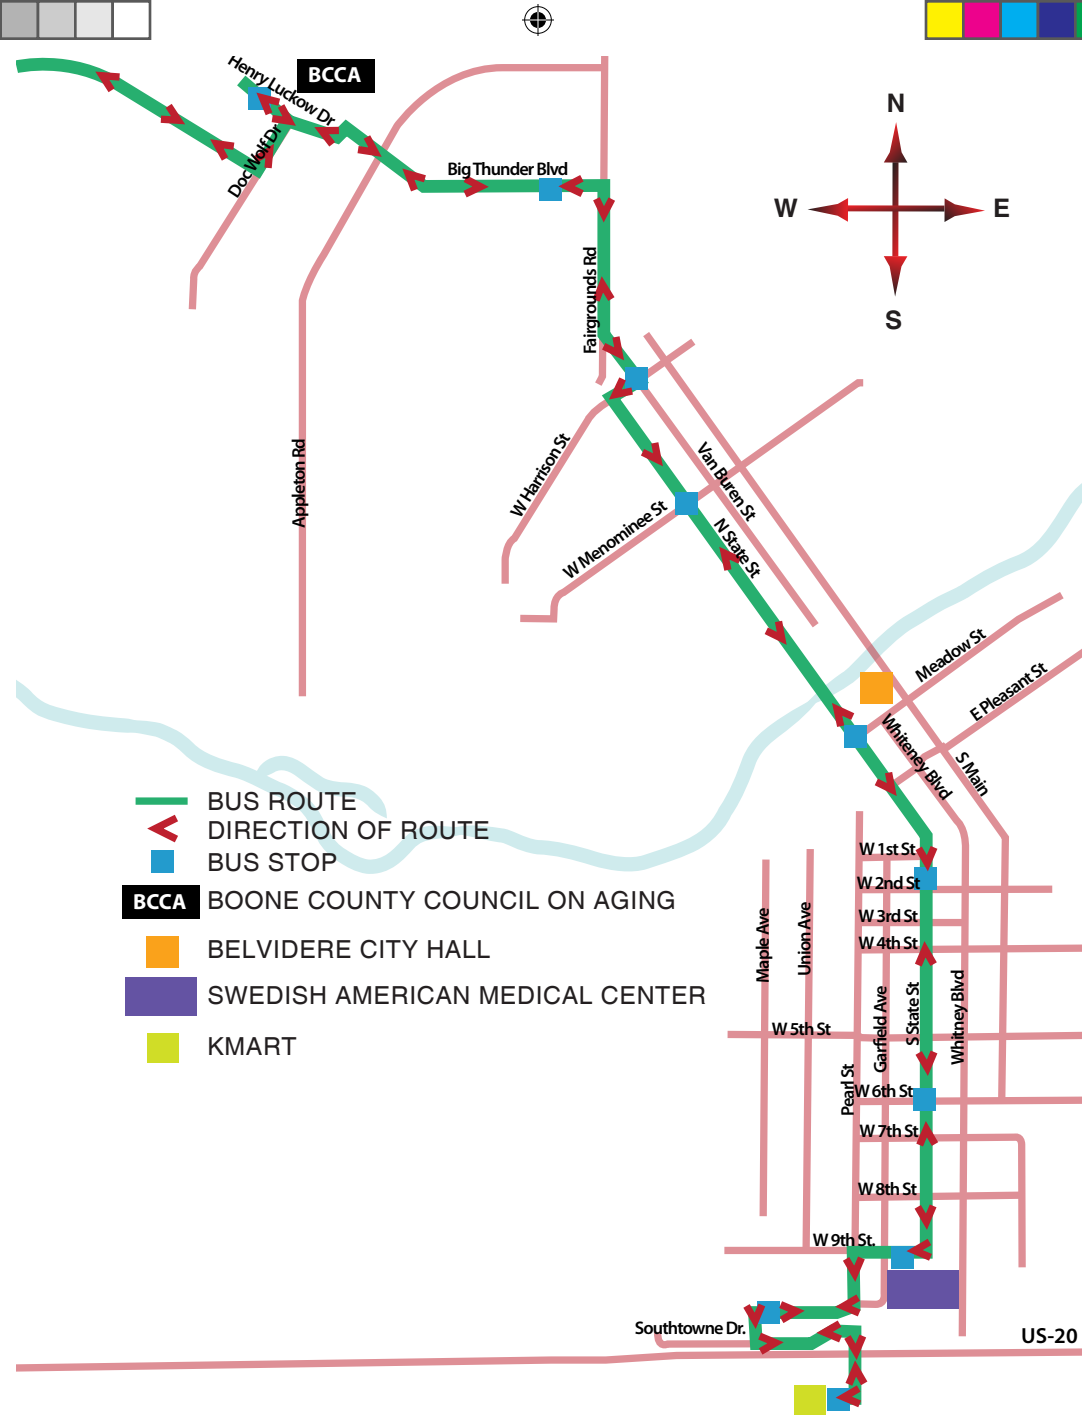 Henry Luckow Dr
BCCA
Doc Wolf Dr
Big Thunder Blvd
N
W
E
S
Fairgrounds Rd
Appleton Rd
W Harrison St
Van Buren St
W Menominee St
N State St
Meadow St
E Pleasant St
Whiteney Blvd
S Main
BUS ROUTE
DIRECTION OF ROUTE
BUS STOP
BCCA BOONE COUNTY COUNCIL ON AGING
BELVIDERE CITY HALL
SWEDISH AMERICAN MEDICAL CENTER
KMART
W 1st St
W 2nd St
W 3rd St
W 4th St
Maple Ave
Union Ave
Garfield Ave
S State St
Whitney Blvd
W 5th St
Pearl St
W 6th St
W 7th St
W 8th St
W 9th St.
Southtowne Dr.
US-20